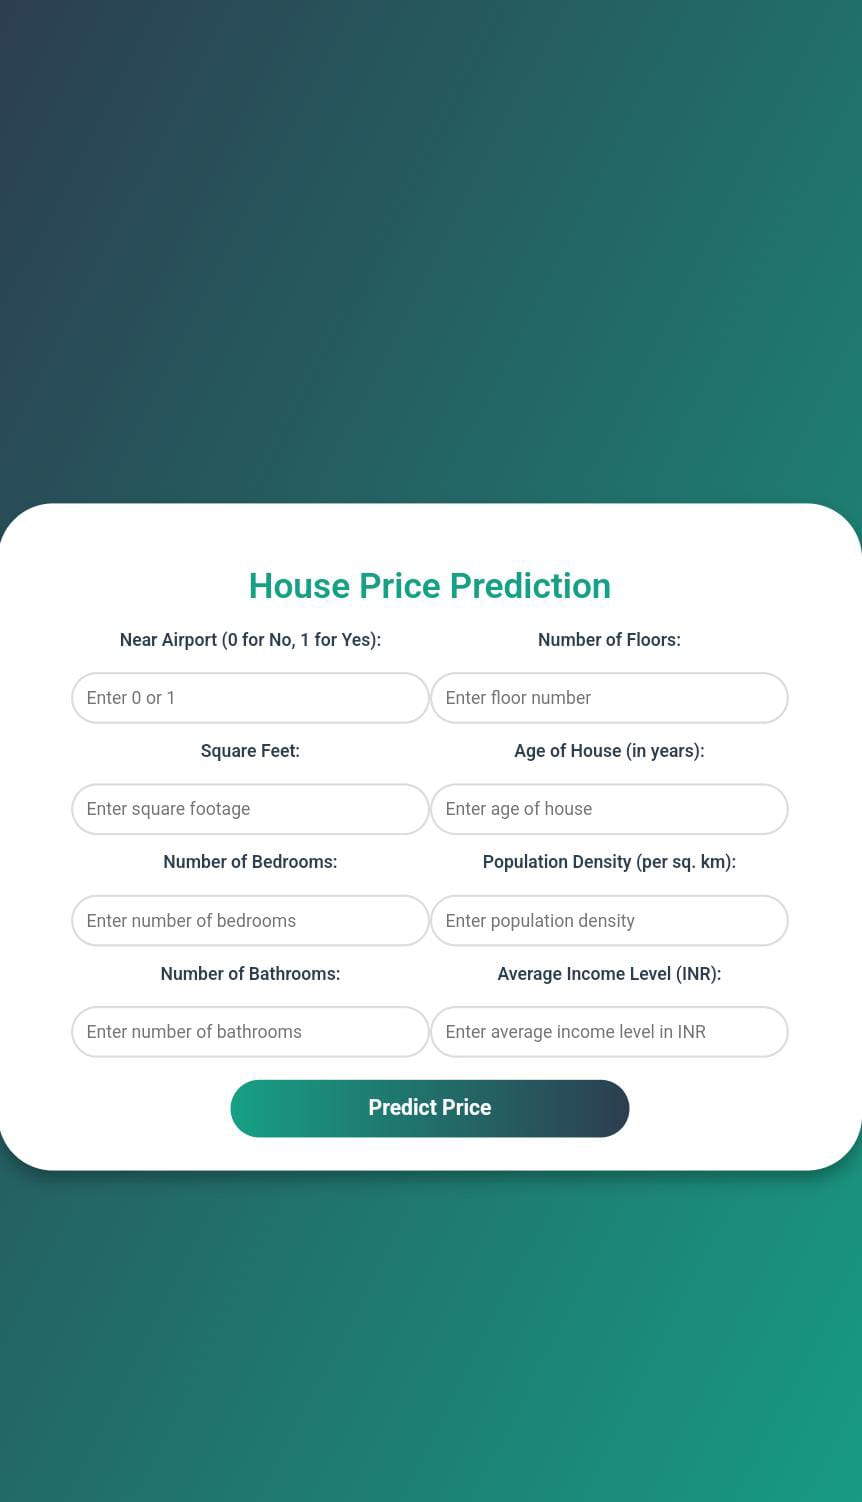 House Price Prediction
Near Airport (0 for No, 1 for Yes):
Number of Floors:
Enter 0 or 1
Enter floor number
Square Feet:
Age of House (in years):
Enter square footage
Enter age of house
Number of Bedrooms:
Population Density (per sq. km):
Enter number of bedrooms
Enter population density
Number of Bathrooms:
Average Income Level (INR):
Enter number of bathrooms
Enter average income level in INR
Predict Price